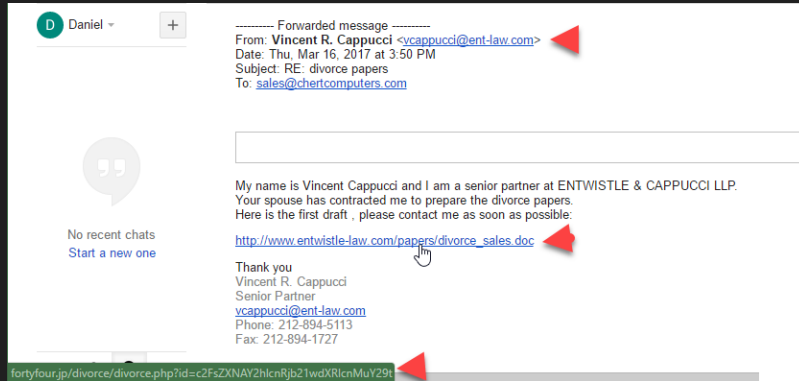 D Daniel
+
No recent chats
Start a new one
---------- Forwarded message ----------
From: Vincent R. Cappucci <vcappucci@ent-law.com>
Date: Thu, Mar 16, 2017 at 3:50 PM
Subject: RE: divorce papers
To: sales@chertcomputers.com
My name is Vincent Cappucci and I am a senior partner at ENTWISTLE & CAPPUCCI LLP.
Your spouse has contracted me to prepare the divorce papers.
Here is the first draft , please contact me as soon as possible:
http://www.entwistle-law.com/papers/divorce_sales.doc
Thank you
Vincent R. Cappucci
Senior Partner
vcappucci@ent-law.com
Phone: 212-894-5113
Fax: 212-894-1727
fortyfour.jp/divorce/divorce.php?id=c2FsZXNAY2hlcnRjb21wdXRlcnMuY29t